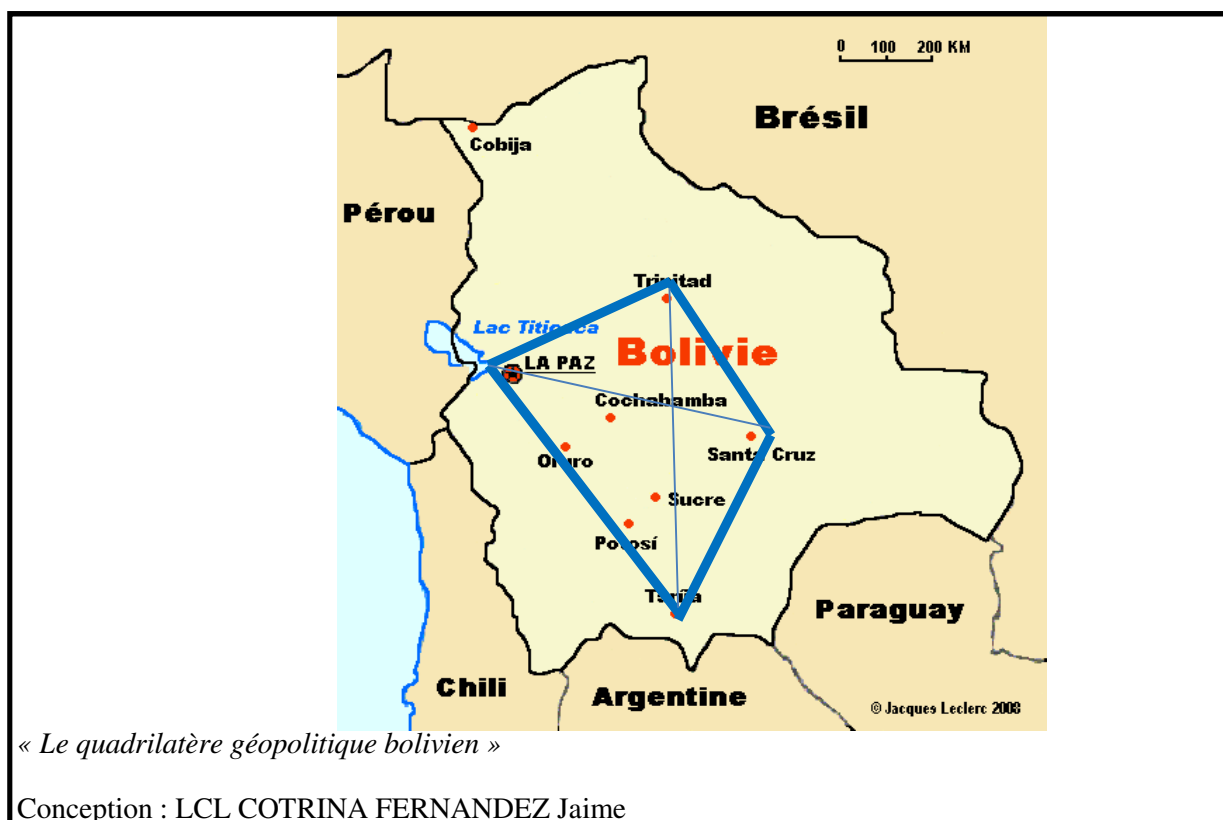 0 100 200 KM
Brésil
Cobija
Pérou
Trinitad
Lac Titicaca
Bolivie
LA PAZ
Cochabamba
Oruro
Santa Cruz
Sucre
Potosí
Tarija
Paraguay
Chili
Argentine
© Jacques Leclerc 2008
« Le quadrilatère géopolitique bolivien »
Conception : LCL COTRINA FERNANDEZ Jaime